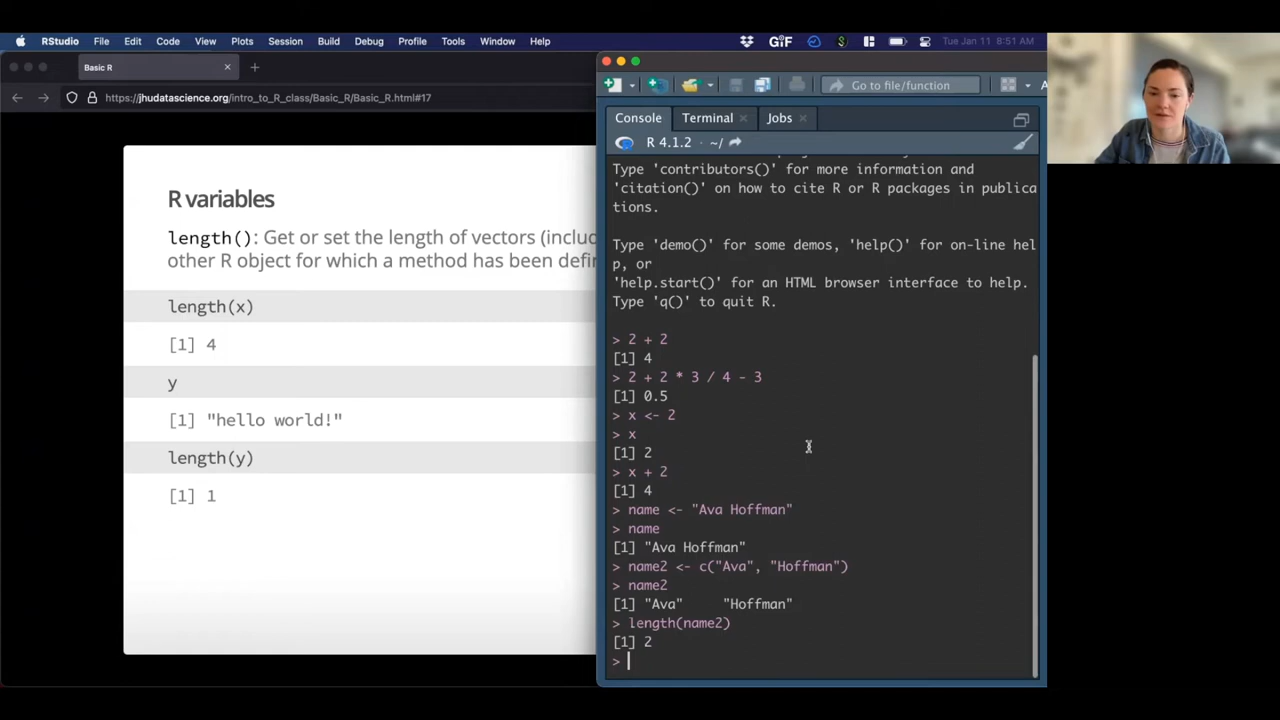 RStudio File Edit Code View Plots Session Build Debug Profile Tools Window Help GiF Tue Jan 11 8:51 AM
Basic R
https://jhudatascience.org/intro_to_R_class/Basic_R/Basic_R.html#17
R variables
length(): Get or set the length of vectors (inclu
other R object for which a method has been defi
length(x)
[1] 4
y
[1] "hello world!"
length(y)
[1] 1
Go to file/function
Console Terminal Jobs
R 4.1.2 · ~/
Type 'contributors()' for more information and
'citation()' on how to cite R or R packages in publica
tions.
Type 'demo()' for some demos, 'help()' for on-line hel
p, or
'help.start()' for an HTML browser interface to help.
Type 'q()' to quit R.
> 2 + 2
[1] 4
> 2 + 2 * 3 / 4 - 3
[1] 0.5
> x <- 2
> x
[1] 2
> x + 2
[1] 4
> name <- "Ava Hoffman"
> name
[1] "Ava Hoffman"
> name2 <- c("Ava", "Hoffman")
> name2
[1] "Ava"     "Hoffman"
> length(name2)
[1] 2
>